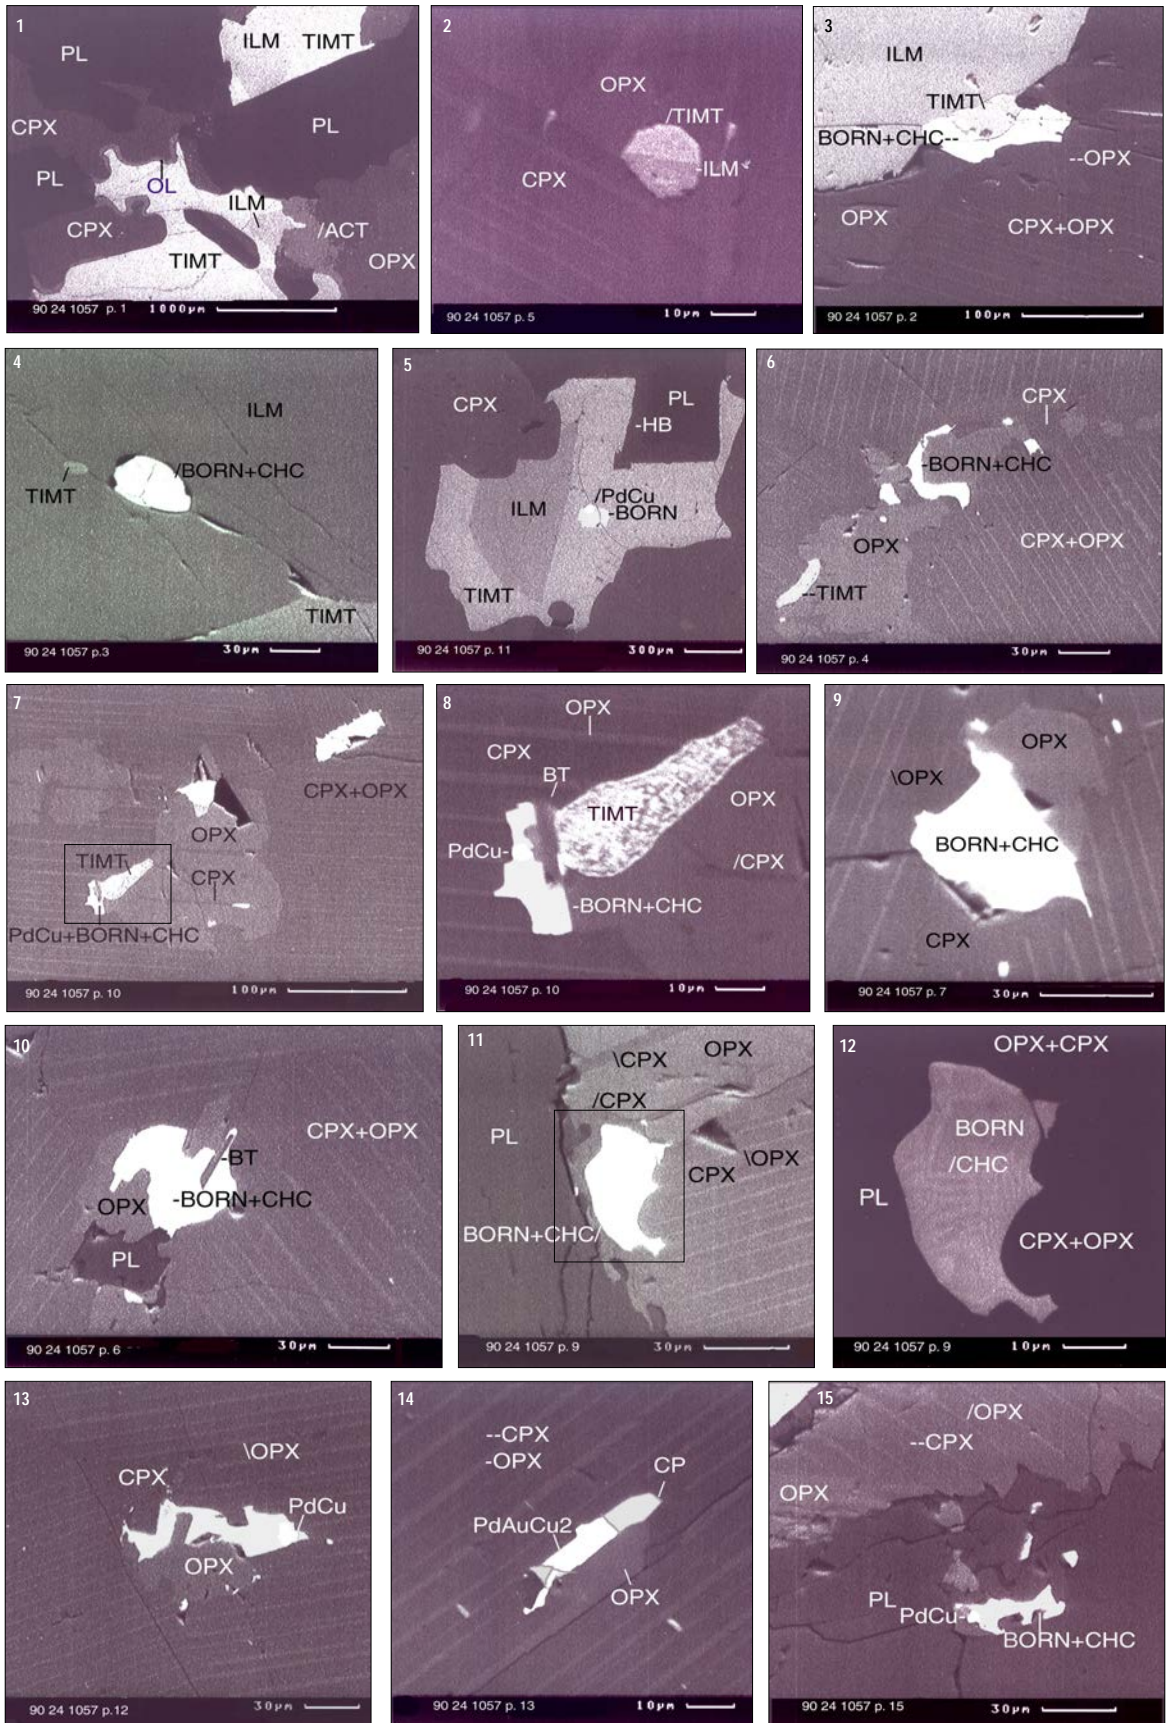 1
ILM TIMT
PL
CPX
PL
PL
OL
ILM
CPX
/ACT
TIMT
OPX
90 24 1057 p. 1 1000µm
2
OPX
/TIMT
-ILM
CPX
90 24 1057 p. 5 10µm
3
ILM
TIMT\
BORN+CHC--
--OPX
OPX
CPX+OPX
90 24 1057 p. 2 100µm
4
ILM
/BORN+CHC
TIMT
TIMT
90 24 1057 p.3 30µm
5
CPX
PL
-HB
/PdCu
ILM
-BORN
TIMT
90 24 1057 p. 11 300µm
6
CPX
-BORN+CHC
OPX
CPX+OPX
--TIMT
90 24 1057 p. 4 30µm
7
CPX+OPX
OPX
TIMT\
CPX
PdCu+BORN+CHC
90 24 1057 p. 10 100µm
8
OPX
CPX
BT
TIMT
OPX
PdCu-
/CPX
-BORN+CHC
90 24 1057 p. 10 10µm
9
OPX
\OPX
BORN+CHC
CPX
90 24 1057 p. 7 30µm
10
CPX+OPX
-BT
OPX
-BORN+CHC
PL
90 24 1057 p. 6 30µm
11
\CPX OPX
/CPX
PL
\OPX
CPX
BORN+CHC/
90 24 1057 p. 9 30µm
12
OPX+CPX
BORN
/CHC
PL
CPX+OPX
90 24 1057 p. 9 10µm
13
\OPX
CPX
PdCu
OPX
90 24 1057 p.12 30µm
14
--CPX
-OPX
CP
PdAuCu2
OPX
90 24 1057 p. 13 10µm
15
/OPX
--CPX
OPX
PL
PdCu-
BORN+CHC
90 24 1057 p.15 30µm